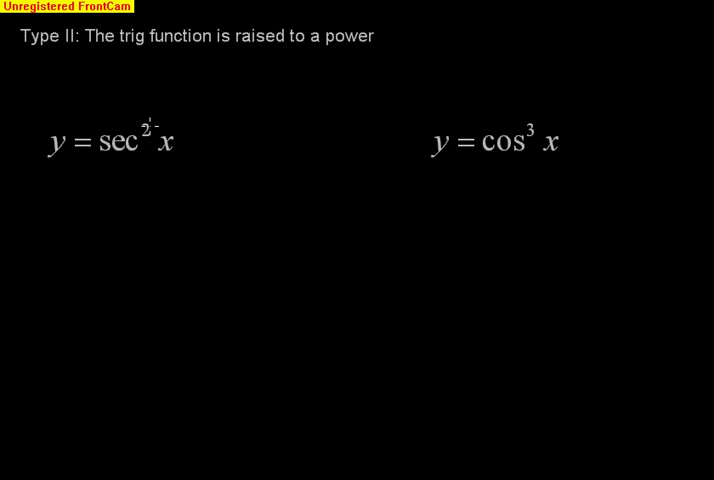 Unregistered FrontCam
Type II: The trig function is raised to a power
y = sec² x
y = cos³ x